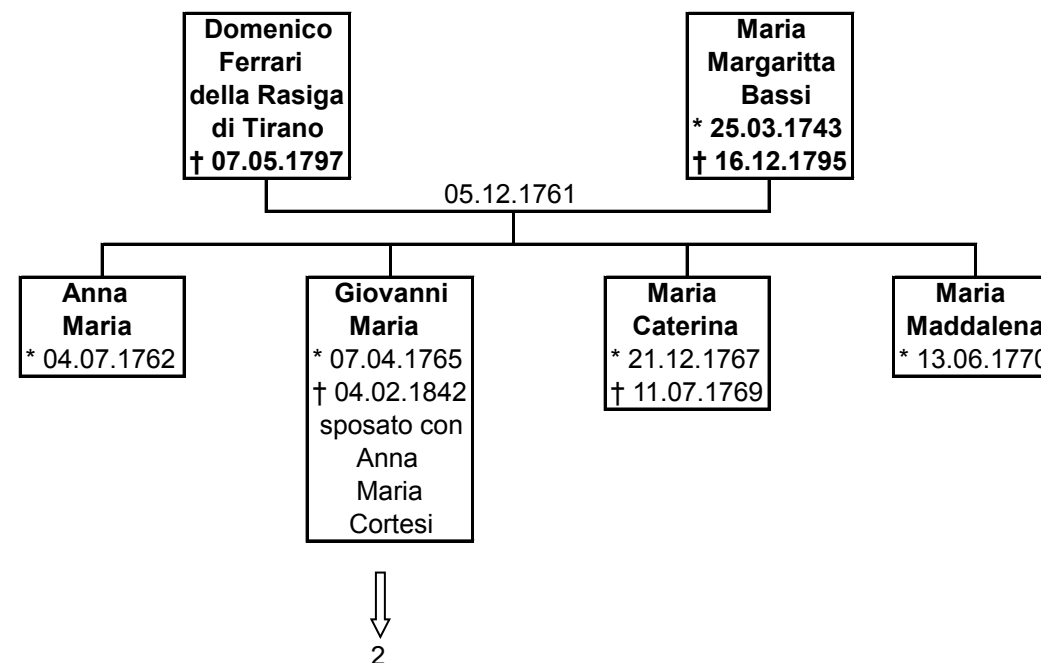 Domenico
Ferrari
della Rasiga
di Tirano
† 07.05.1797
Maria
Margaritta
Bassi
* 25.03.1743
† 16.12.1795
05.12.1761
Anna
Maria
* 04.07.1762
Giovanni
Maria
* 07.04.1765
† 04.02.1842
sposato con
Anna
Maria
Cortesi
Maria
Caterina
* 21.12.1767
† 11.07.1769
Maria
Maddalena
* 13.06.1770
2